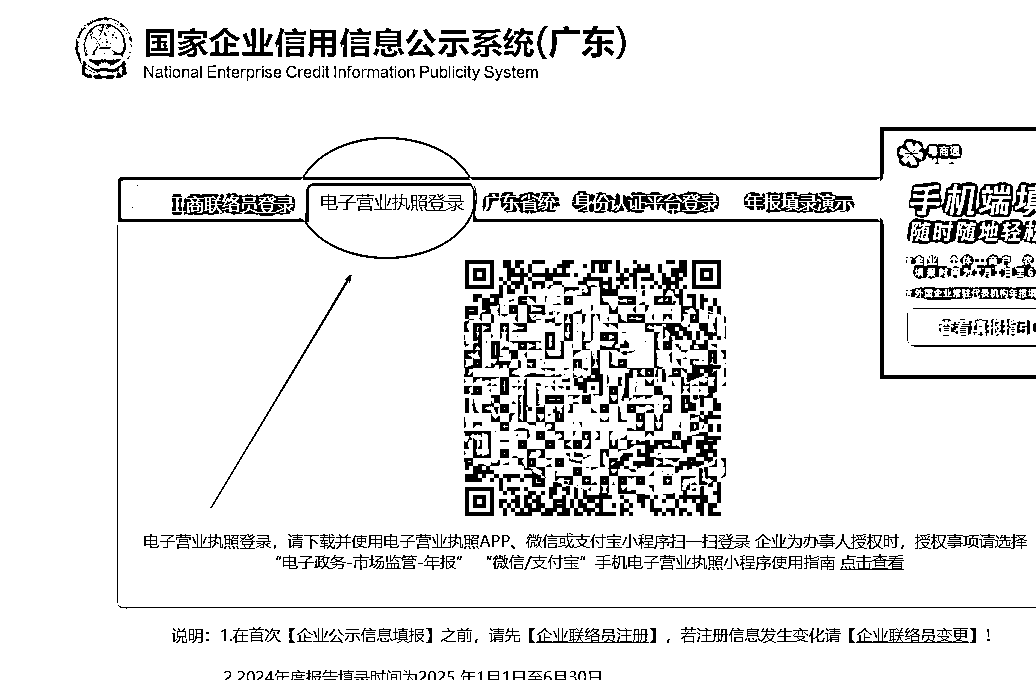 国家企业信用信息公示系统(广东)
National Enterprise Credit Information Publicity System
粤商通
工商联络员登录 电子营业执照登录 广东省统一身份认证平台登录 年报填录演示
手机端填
随时随地轻松
查看填报指引
电子营业执照登录，请下载并使用电子营业执照APP、微信或支付宝小程序扫一扫登录 企业为办事人授权时，授权事项请选择
“电子政务-市场监管-年报” “微信/支付宝”手机电子营业执照小程序使用指南 点击查看
说明：1.在首次【企业公示信息填报】之前，请先【企业联络员注册】，若注册信息发生变化请【企业联络员变更】！
2.2024年度报告填录时间为2025 年1月1日至6月30日